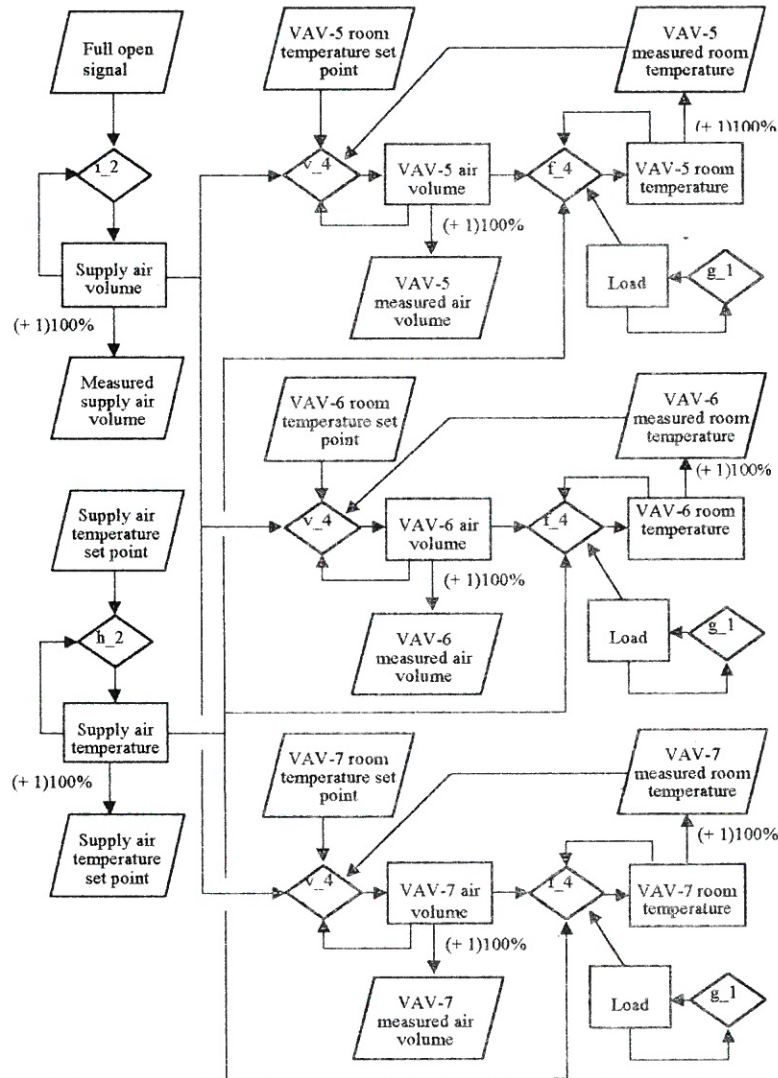 Full open
signal
VAV-5 room
temperature set
point
VAV-5
measured room
temperature
(+ 1)100%
i_2
v_4
VAV-5 air
volume
f_4
VAV-5 room
temperature
(+ 1)100%
Supply air
volume
VAV-5
measured air
volume
Load
g_1
(+ 1)100%
Measured
supply air
volume
VAV-6 room
temperature set
point
VAV-6
measured room
temperature
(+ 1)100%
Supply air
temperature
set point
v_4
VAV-6 air
volume
f_4
VAV-6 room
temperature
(+ 1)100%
h_2
VAV-6
measured air
volume
Load
g_1
Supply air
temperature
(+ 1)100%
VAV-7 room
temperature set
point
VAV-7
measured room
temperature
(+ 1)100%
Supply air
temperature
set point
v_4
VAV-7 air
volume
f_4
VAV-7 room
temperature
(+ 1)100%
VAV-7
measured air
volume
Load
g_1